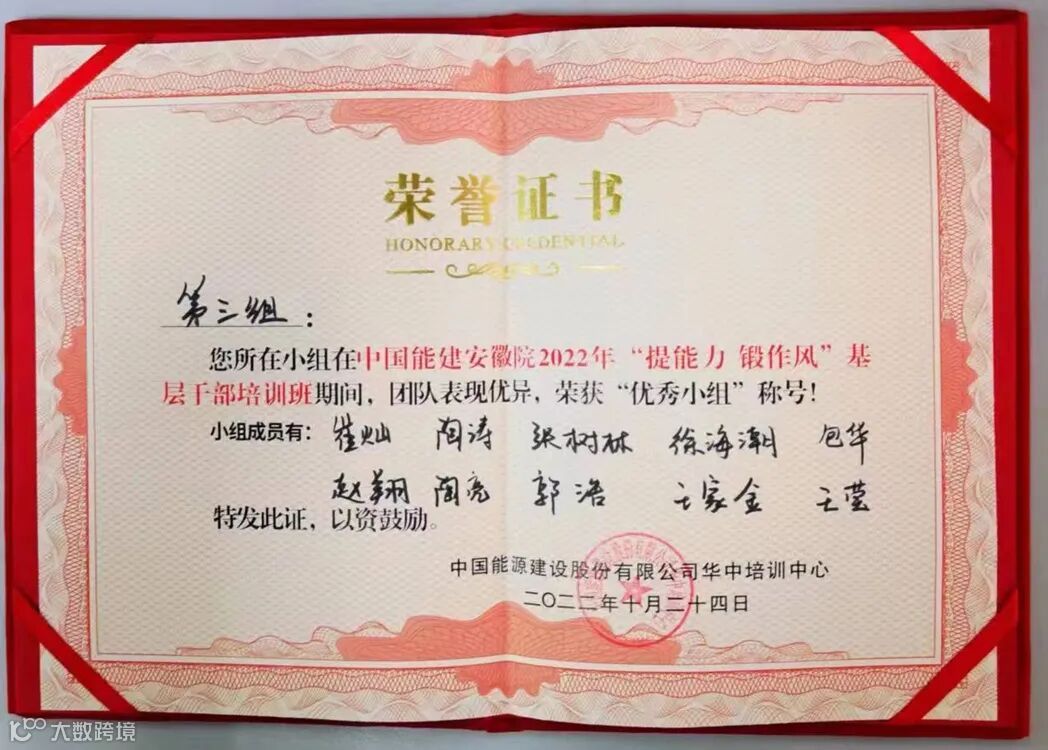 荣誉证书
HONORARY CREDENTIAL
第三组：
您所在小组在中国能建安徽院2022年“提能力 锻作风”基
层干部培训班期间，团队表现优异，荣获“优秀小组”称号！
小组成员有：崔灿 陶涛 张树林 徐海潮 包华
赵翔 陶亮 郭浩 王家金 王莹
特发此证，以资鼓励。
中国能源建设股份有限公司华中培训中心
二〇二二年十月二十四日
大数跨境